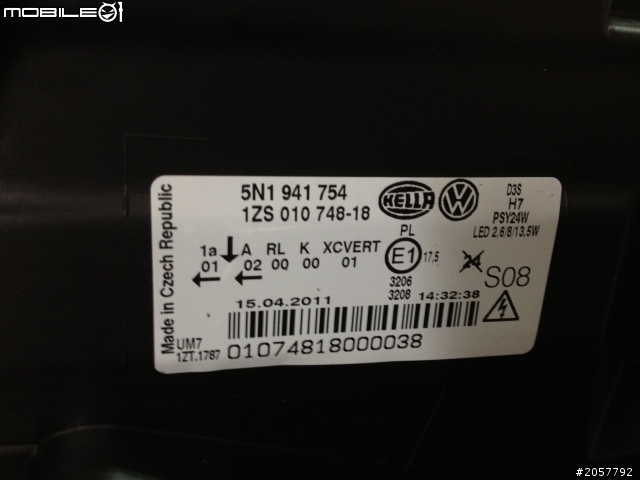 MOBILE01
Made in Czech Republic
5N1 941 754
1ZS 010 748-18
HELLA
VW
D3S
H7
PSY24W
LED 2,6/8/13,5W
1a A RL K XCVERT
01 02 00 00 01
PL
E1 17.5
3206
3208
24
S08
15.04.2011 14:32:38
UM7
1ZT.1787
01074818000038
#2057792